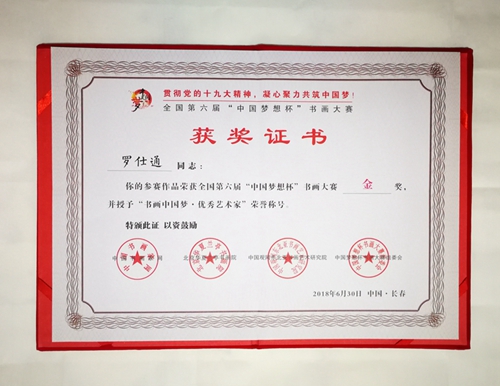 贯彻党的十九大精神，凝心聚力共筑中国梦！
全国第六届“中国梦想杯”书画大赛
获奖证书
罗仕通 同志：
你的参赛作品荣获全国第六届“中国梦想杯”书画大赛 金 奖，
并授予“书画中国梦·优秀艺术家”荣誉称号。
特颁此证 以资鼓励
2018年6月30日 中国·长春